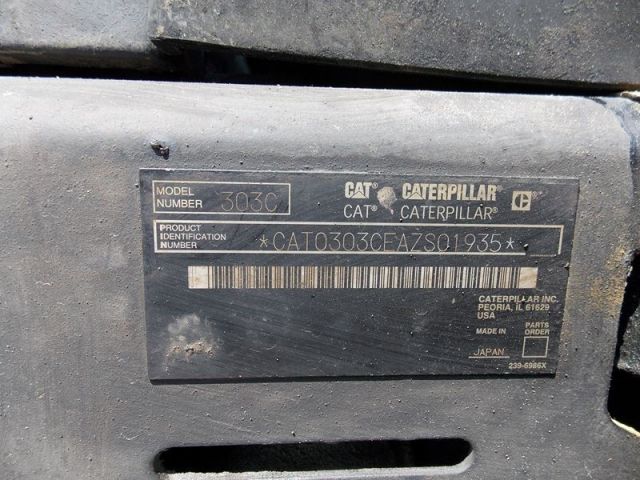 MODEL NUMBER 303C
CAT® CATERPILLAR® C®
CAT® CATERPILLAR®
PRODUCT IDENTIFICATION NUMBER *CAT0303CEAZS01935*
CATERPILLAR INC.
PEORIA, IL 61629
USA
MADE IN JAPAN
PARTS ORDER
239-6986X